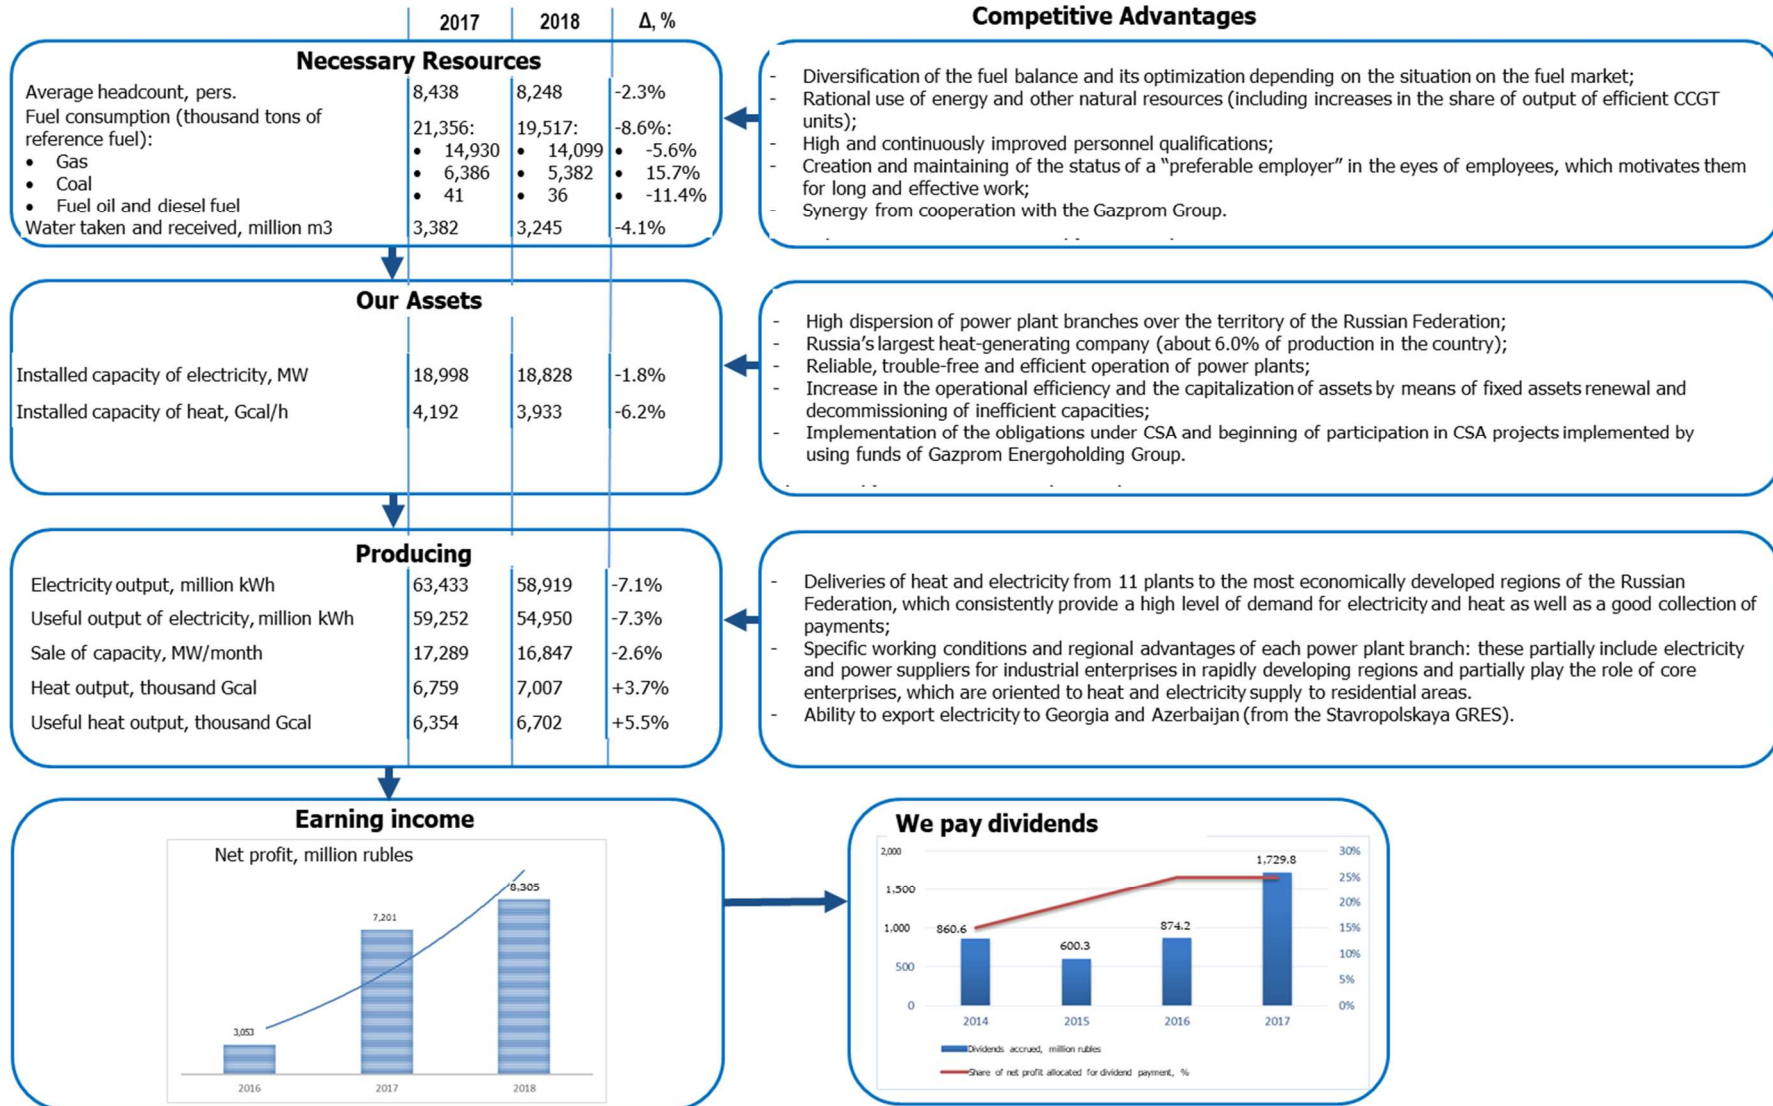 2017 2018 Δ, %
Necessary Resources
Average headcount, pers. 8,438 8,248 -2.3%
Fuel consumption (thousand tons of
reference fuel): 21,356: 19,517: -8.6%:
• Gas • 14,930 • 14,099 • -5.6%
• Coal • 6,386 • 5,382 • 15.7%
• Fuel oil and diesel fuel • 41 • 36 • -11.4%
Water taken and received, million m3 3,382 3,245 -4.1%
Competitive Advantages
- Diversification of the fuel balance and its optimization depending on the situation on the fuel market;
- Rational use of energy and other natural resources (including increases in the share of output of efficient CCGT
units);
- High and continuously improved personnel qualifications;
- Creation and maintaining of the status of a “preferable employer” in the eyes of employees, which motivates them
for long and effective work;
- Synergy from cooperation with the Gazprom Group.
Our Assets
Installed capacity of electricity, MW 18,998 18,828 -1.8%
Installed capacity of heat, Gcal/h 4,192 3,933 -6.2%
- High dispersion of power plant branches over the territory of the Russian Federation;
- Russia’s largest heat-generating company (about 6.0% of production in the country);
- Reliable, trouble-free and efficient operation of power plants;
- Increase in the operational efficiency and the capitalization of assets by means of fixed assets renewal and
decommissioning of inefficient capacities;
- Implementation of the obligations under CSA and beginning of participation in CSA projects implemented by
using funds of Gazprom Energoholding Group.
Producing
Electricity output, million kWh 63,433 58,919 -7.1%
Useful output of electricity, million kWh 59,252 54,950 -7.3%
Sale of capacity, MW/month 17,289 16,847 -2.6%
Heat output, thousand Gcal 6,759 7,007 +3.7%
Useful heat output, thousand Gcal 6,354 6,702 +5.5%
- Deliveries of heat and electricity from 11 plants to the most economically developed regions of the Russian
Federation, which consistently provide a high level of demand for electricity and heat as well as a good collection of
payments;
- Specific working conditions and regional advantages of each power plant branch: these partially include electricity
and power suppliers for industrial enterprises in rapidly developing regions and partially play the role of core
enterprises, which are oriented to heat and electricity supply to residential areas.
- Ability to export electricity to Georgia and Azerbaijan (from the Stavropolskaya GRES).
Earning income
Net profit, million rubles
8,305
7,201
3,053
2016 2017 2018
We pay dividends
2,000 1,729.8 30%
25%
1,500 20%
1,000 860.6 600.3 874.2 15%
10%
500 5%
0 0%
2014 2015 2016 2017
Dividends accrued, million rubles
Share of net profit allocated for dividend payment, %